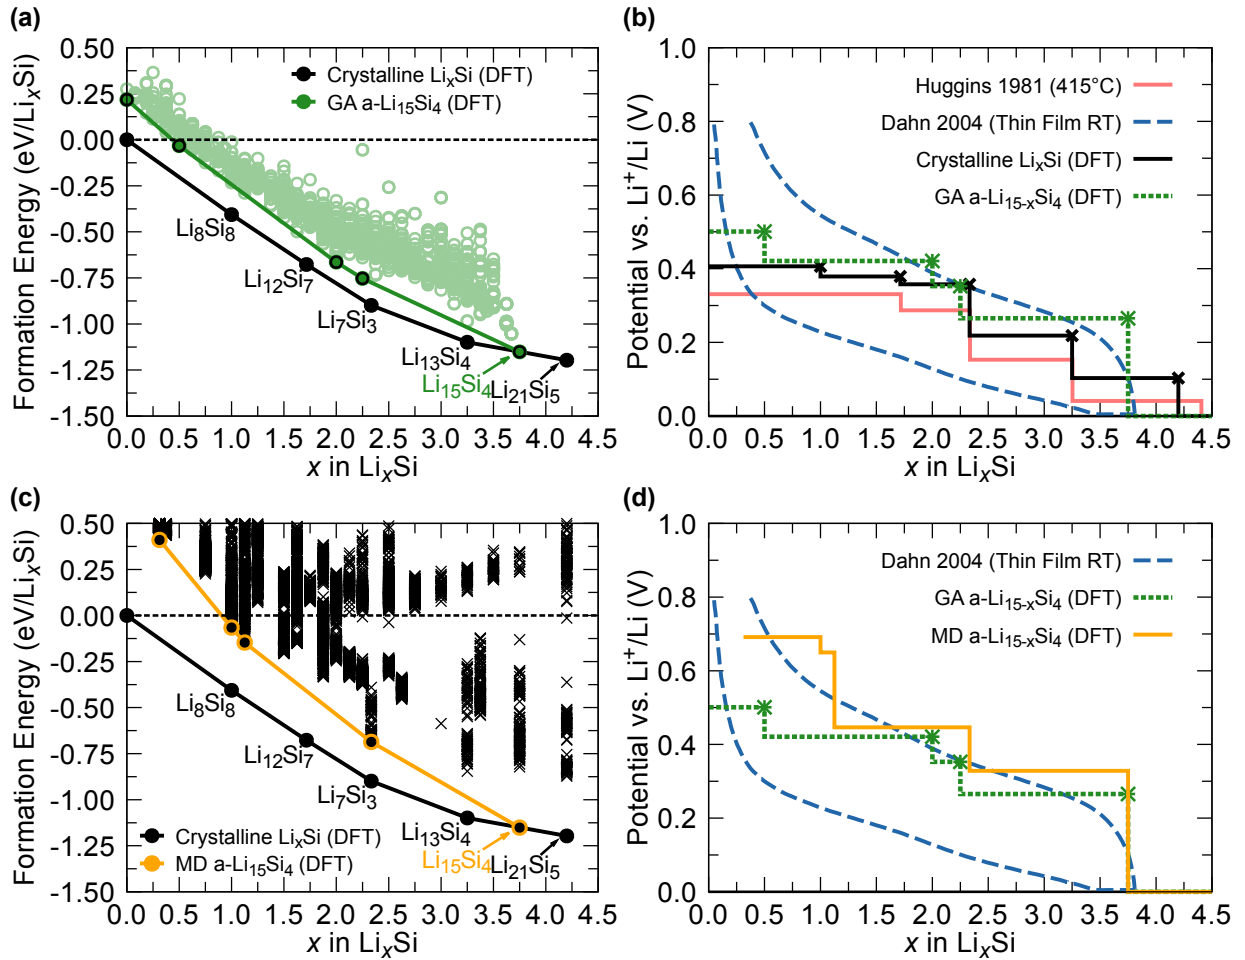 (a)
Formation Energy (eV/LiₓSi)
0.50
0.25
0.00
-0.25
-0.50
-0.75
-1.00
-1.25
-1.50
Crystalline LiₓSi (DFT)
GA a-Li₁₅Si₄ (DFT)
Li₈Si₈
Li₁₂Si₇
Li₇Si₃
Li₁₃Si₄
Li₁₅Si₄
Li₂₁Si₅
0.0 0.5 1.0 1.5 2.0 2.5 3.0 3.5 4.0 4.5
x in LiₓSi
(b)
Potential vs. Li⁺/Li (V)
1.0
0.8
0.6
0.4
0.2
0.0
Huggins 1981 (415°C)
Dahn 2004 (Thin Film RT)
Crystalline LiₓSi (DFT)
GA a-Li₁₅₋ₓSi₄ (DFT)
0.0 0.5 1.0 1.5 2.0 2.5 3.0 3.5 4.0 4.5
x in LiₓSi
(c)
Formation Energy (eV/LiₓSi)
0.50
0.25
0.00
-0.25
-0.50
-0.75
-1.00
-1.25
-1.50
Li₈Si₈
Li₁₂Si₇
Li₇Si₃
Li₁₃Si₄
Li₁₅Si₄
Li₂₁Si₅
Crystalline LiₓSi (DFT)
MD a-Li₁₅Si₄ (DFT)
0.0 0.5 1.0 1.5 2.0 2.5 3.0 3.5 4.0 4.5
x in LiₓSi
(d)
Potential vs. Li⁺/Li (V)
1.0
0.8
0.6
0.4
0.2
0.0
Dahn 2004 (Thin Film RT)
GA a-Li₁₅₋ₓSi₄ (DFT)
MD a-Li₁₅₋ₓSi₄ (DFT)
0.0 0.5 1.0 1.5 2.0 2.5 3.0 3.5 4.0 4.5
x in LiₓSi